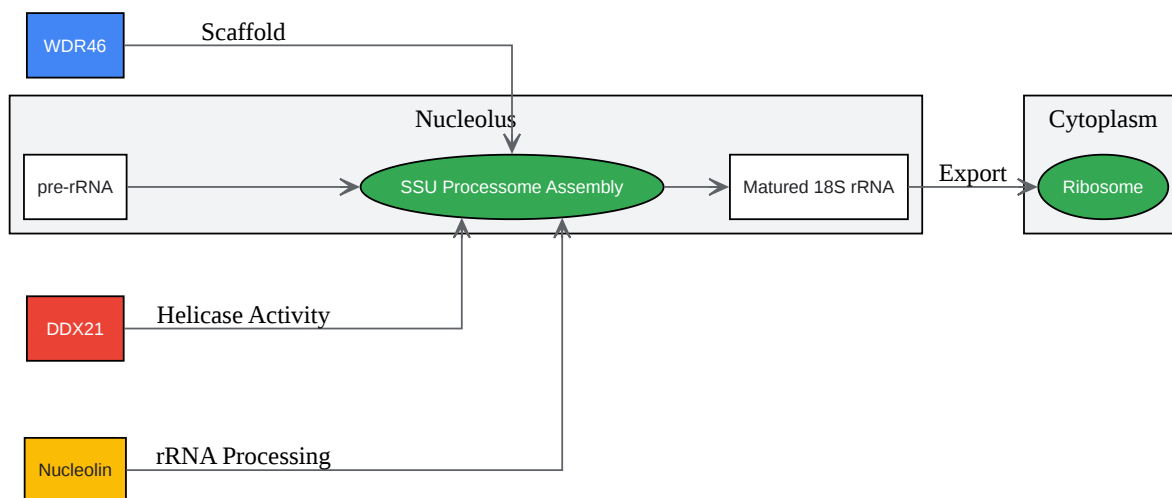 WDR46
Scaffold
Nucleolus
Cytoplasm
pre-rRNA
SSU Processome Assembly
Matured 18S rRNA
Export
Ribosome
DDX21
Helicase Activity
Nucleolin
rRNA Processing